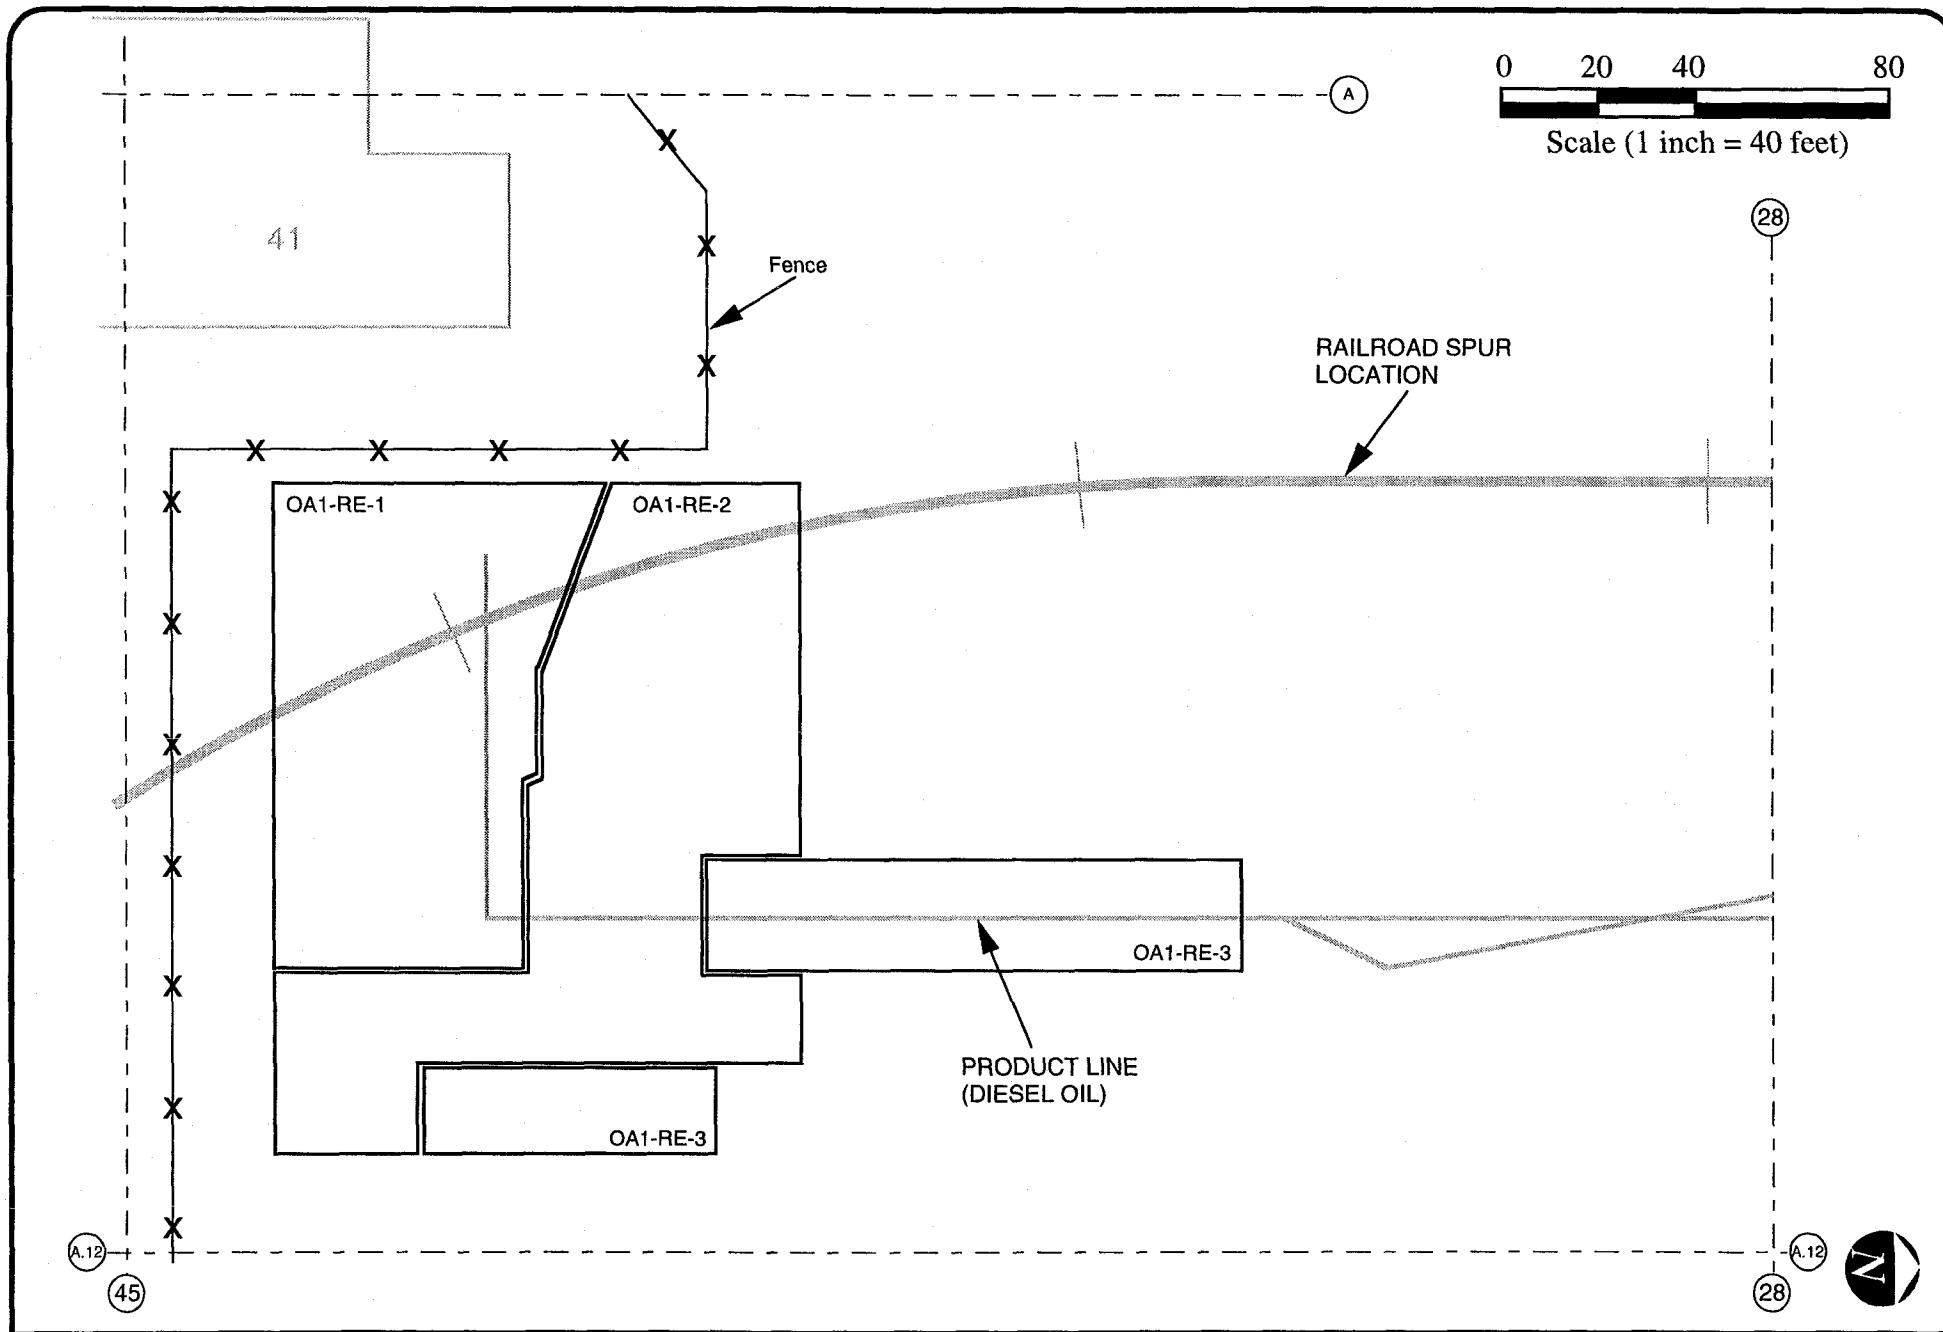 0 20 40 80
Scale (1 inch = 40 feet)
A
28
41
Fence
RAILROAD SPUR
LOCATION
X
X
X
X
X
X
X
X
X
X
X
X
X
X
OA1-RE-1
OA1-RE-2
OA1-RE-3
PRODUCT LINE
(DIESEL OIL)
OA1-RE-3
A.12
A.12
45
28
N